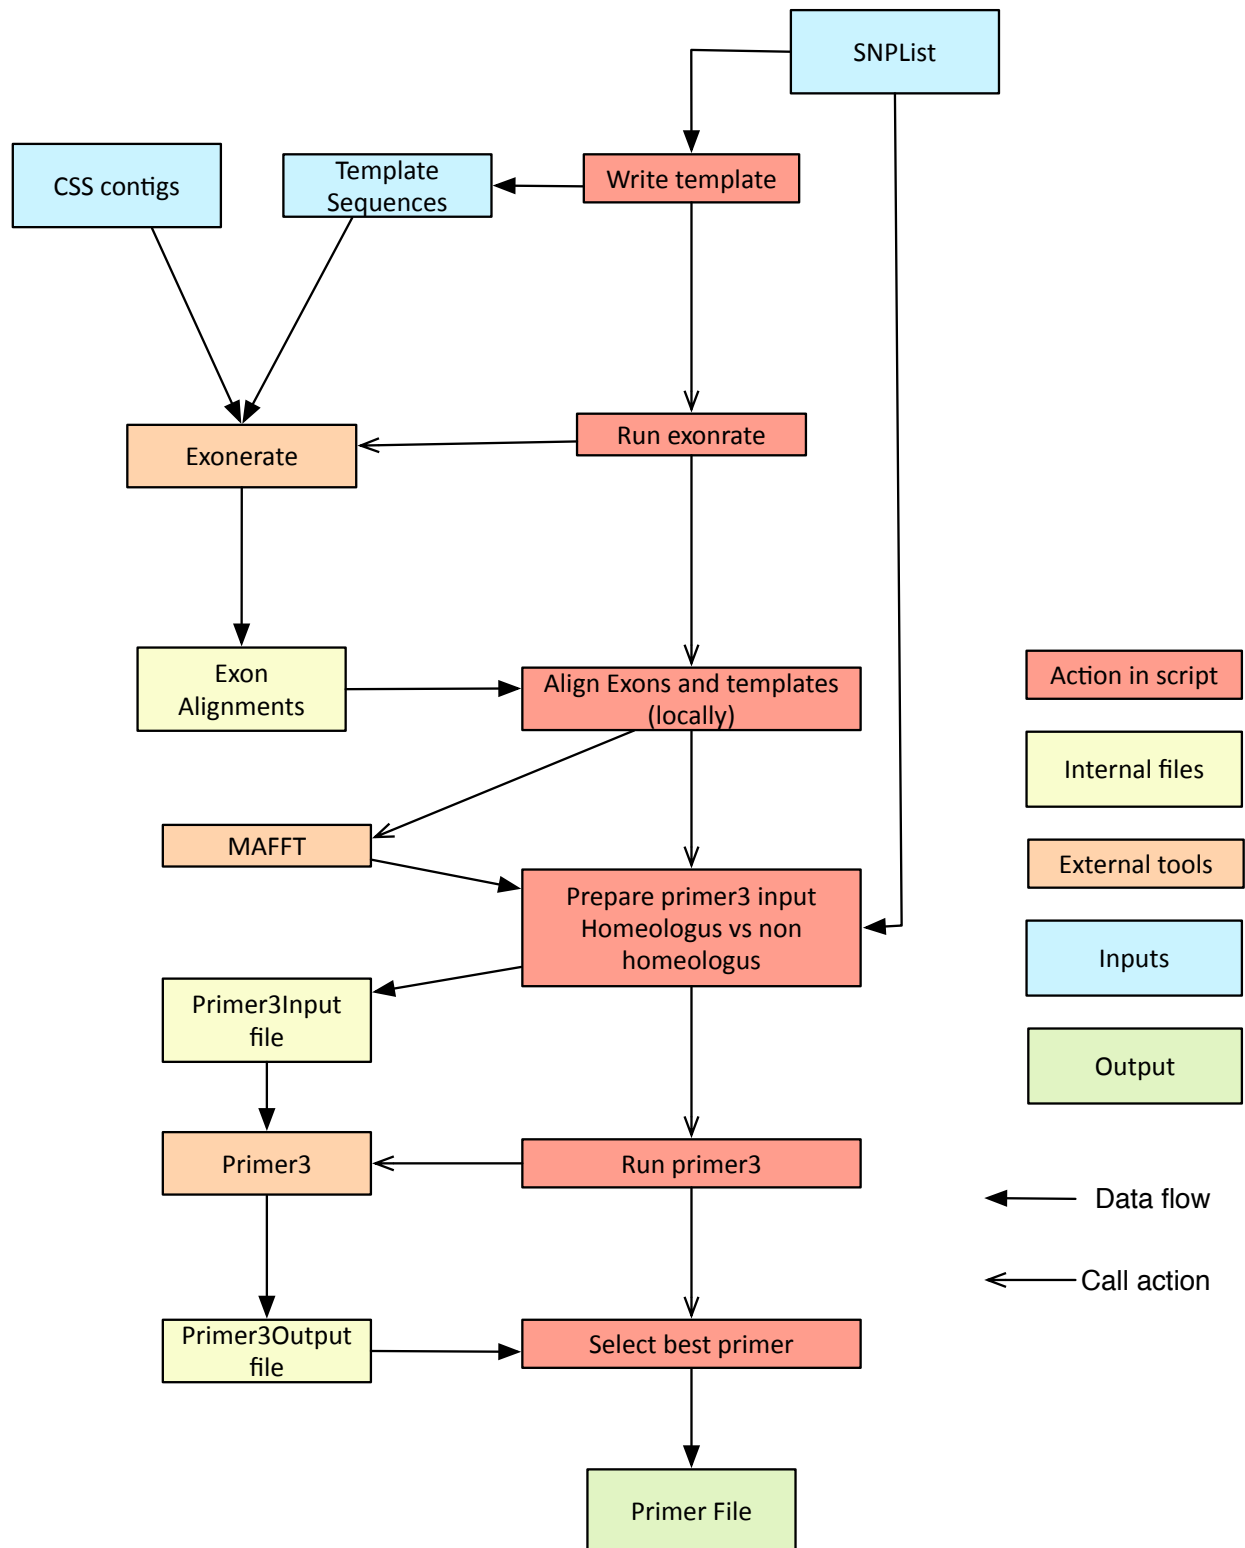 SNPList
CSS contigs
Template
Sequences
Write template
Exonerate
Run exonrate
Exon
Alignments
Align Exons and templates
(locally)
MAFFT
Prepare primer3 input
Homeologus vs non
homeologus
Primer3Input
file
Primer3
Run primer3
Primer3Output
file
Select best primer
Primer File
Action in script
Internal files
External tools
Inputs
Output
Data flow
Call action